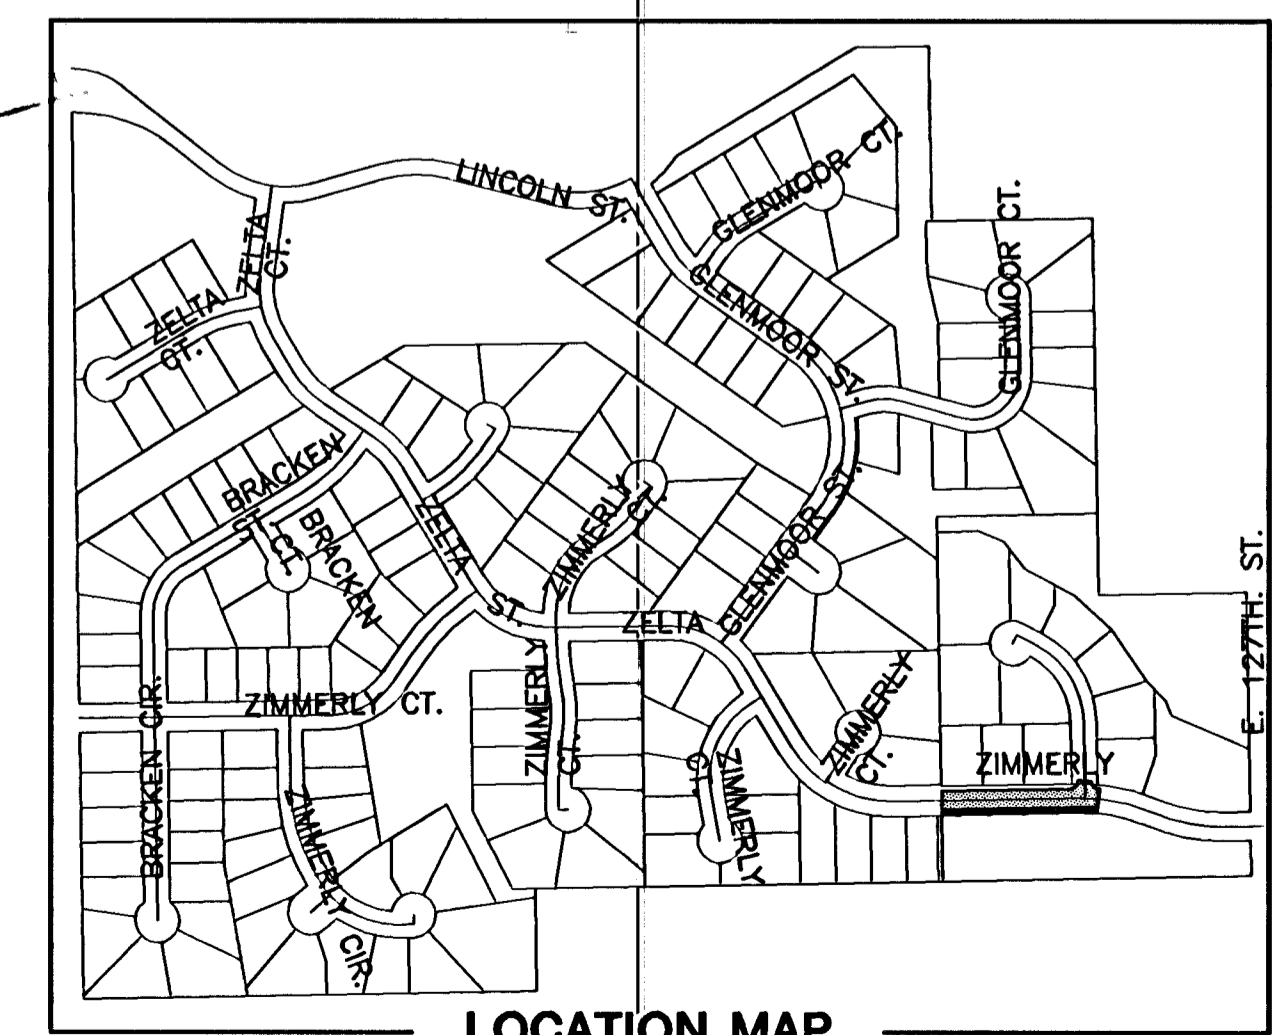 LINCOLN ST.
GLENMOOR CT.
GLENMOOR CT.
ZELTA CT.
ZELTA CT.
GLENMOOR ST.
BRACKEN ST.
BRACKEN CT.
ZELTA ST.
ZIMMERLY CT.
GLENMOOR ST.
ZELTA
E. 127TH. ST.
ZIMMERLY CT.
ZIMMERLY CT.
ZIMMERLY CT.
ZIMMERLY CT.
ZIMMERLY
BRACKEN CIR.
ZIMMERLY CIR.
LOCATION MAP